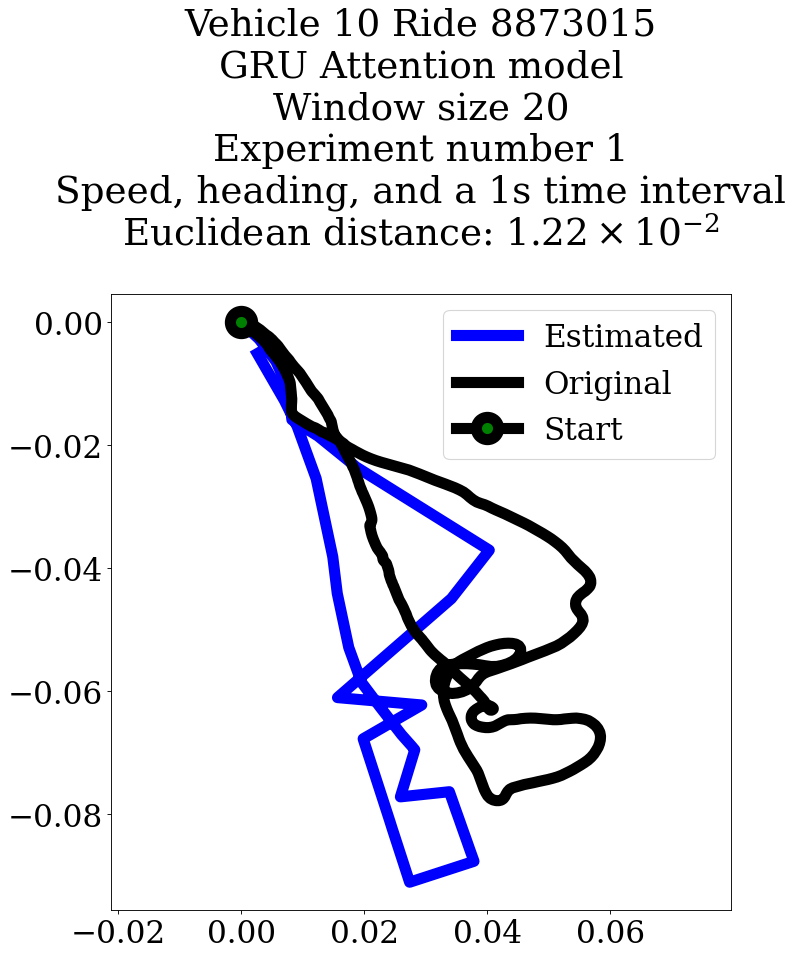 Vehicle 10 Ride 8873015
GRU Attention model
Window size 20
Experiment number 1
Speed, heading, and a 1s time interval
Euclidean distance: 1.22 × 10⁻²
Estimated
Original
Start
0.00
−0.02
−0.04
−0.06
−0.08
−0.02 0.00 0.02 0.04 0.06